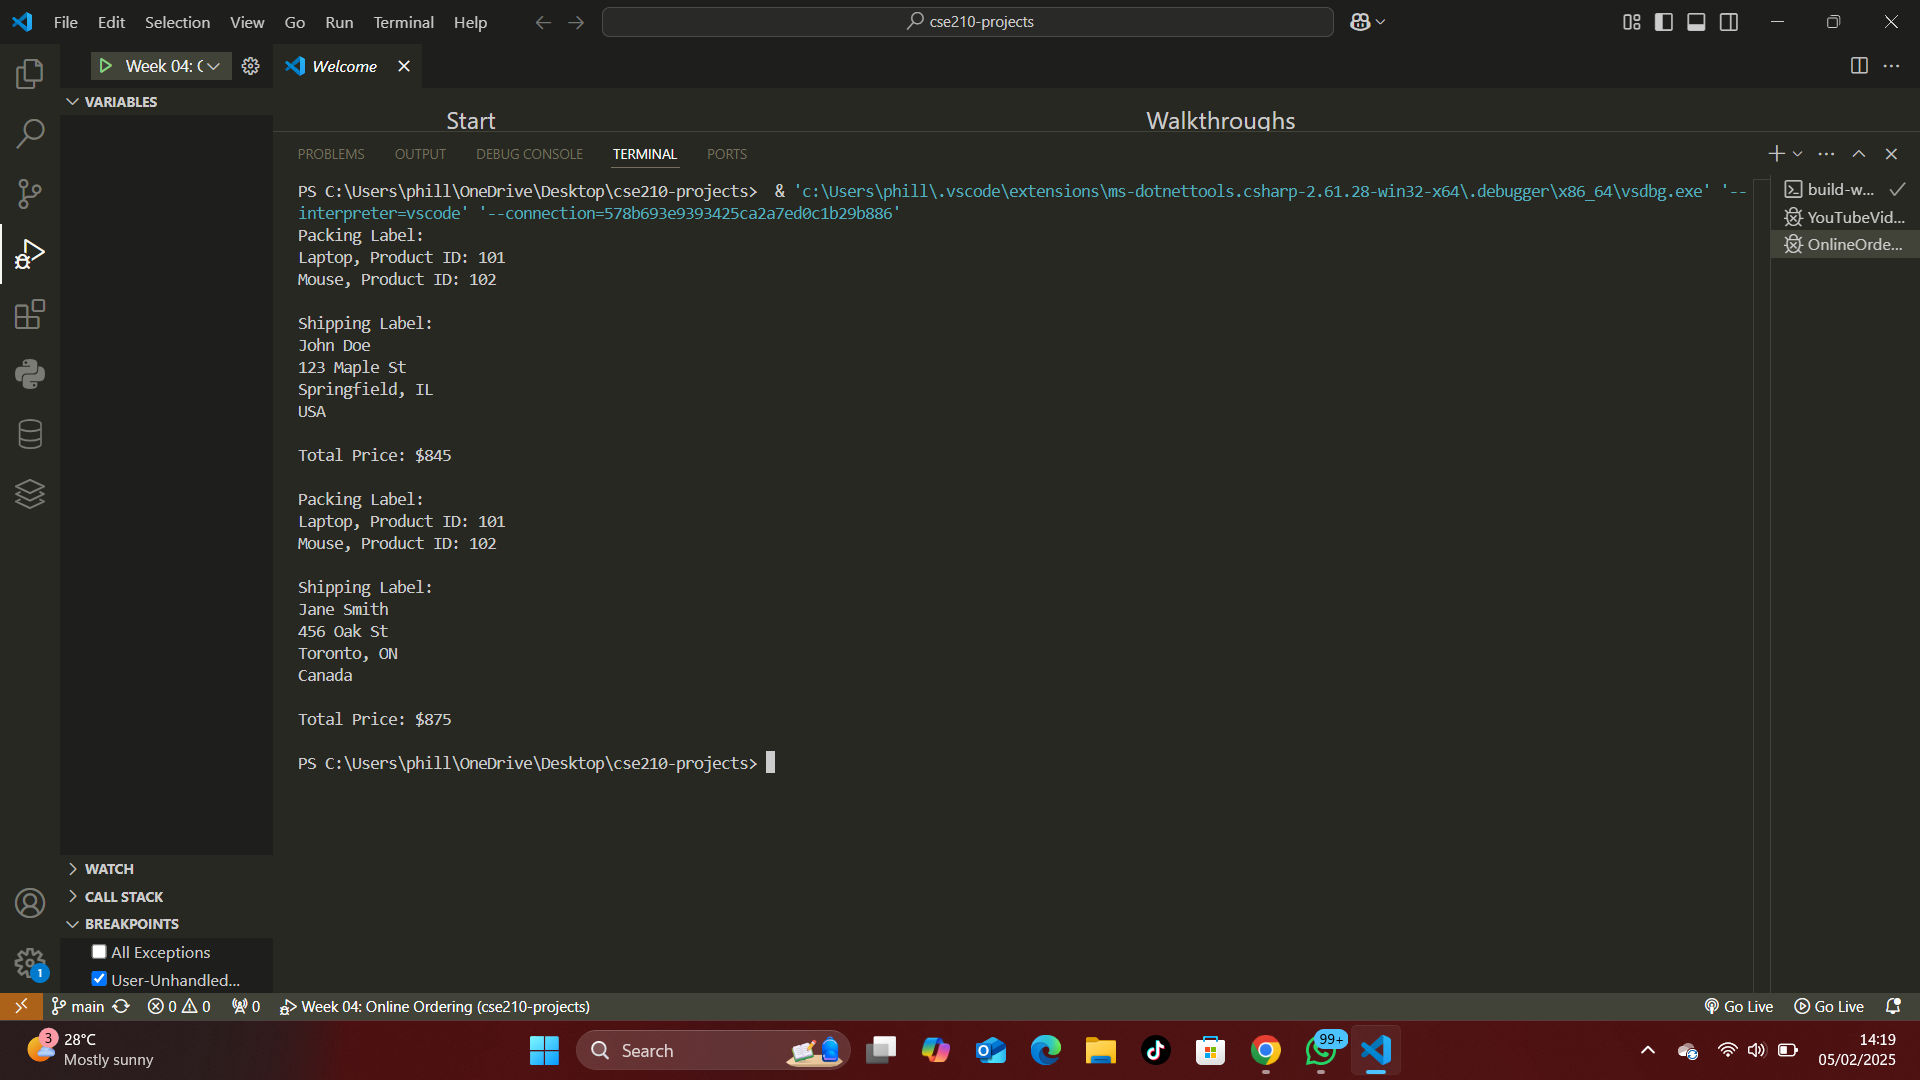 File Edit Selection View Go Run Terminal Help
cse210-projects
Week 04: (
Welcome
VARIABLES
Start
Walkthroughs
PROBLEMS OUTPUT DEBUG CONSOLE TERMINAL PORTS
PS C:\Users\phill\OneDrive\Desktop\cse210-projects>  & 'c:\Users\phill\.vscode\extensions\ms-dotnettools.csharp-2.61.28-win32-x64\.debugger\x86_64\vsdbg.exe' '--
interpreter=vscode' '--connection=578b693e9393425ca2a7ed0c1b29b886'
Packing Label:
Laptop, Product ID: 101
Mouse, Product ID: 102
Shipping Label:
John Doe
123 Maple St
Springfield, IL
USA
Total Price: $845
Packing Label:
Laptop, Product ID: 101
Mouse, Product ID: 102
Shipping Label:
Jane Smith
456 Oak St
Toronto, ON
Canada
Total Price: $875
PS C:\Users\phill\OneDrive\Desktop\cse210-projects>
build-w...
YouTubeVid...
OnlineOrde...
WATCH
CALL STACK
BREAKPOINTS
All Exceptions
User-Unhandled...
1
main 0 0 0 Week 04: Online Ordering (cse210-projects)
Go Live Go Live
3
28°C
Mostly sunny
Search
99+
14:19
05/02/2025